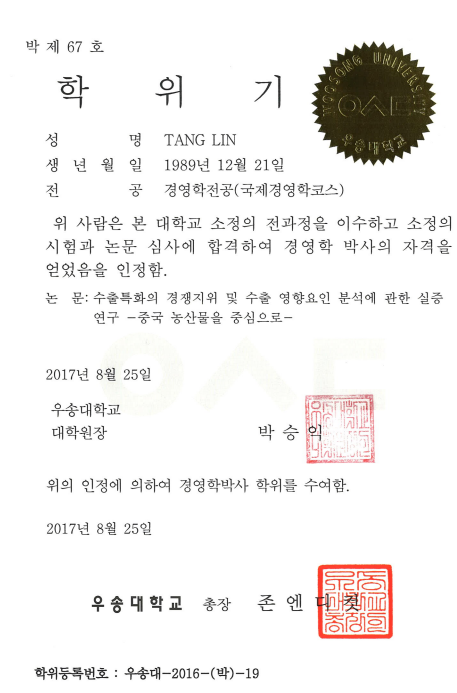 박 제 67 호
WOOSONG UNIVERSITY
우송대학교
학 위 기
성 명 TANG LIN
생 년 월 일 1989년 12월 21일
전 공 경영학전공(국제경영학코스)
위 사람은 본 대학교 소정의 전과정을 이수하고 소정의
시험과 논문 심사에 합격하여 경영학 박사의 자격을
얻었음을 인정함.
논 문: 수출특화의 경쟁지위 및 수출 영향요인 분석에 관한 실증
연구 -중국 농산물을 중심으로-
2017년 8월 25일
우송대학교
대학원장 박 승 익
위의 인정에 의하여 경영학박사 학위를 수여함.
2017년 8월 25일
우송대학교 총장 존 엔 디 컷
학위등록번호 : 우송대-2016-(박)-19